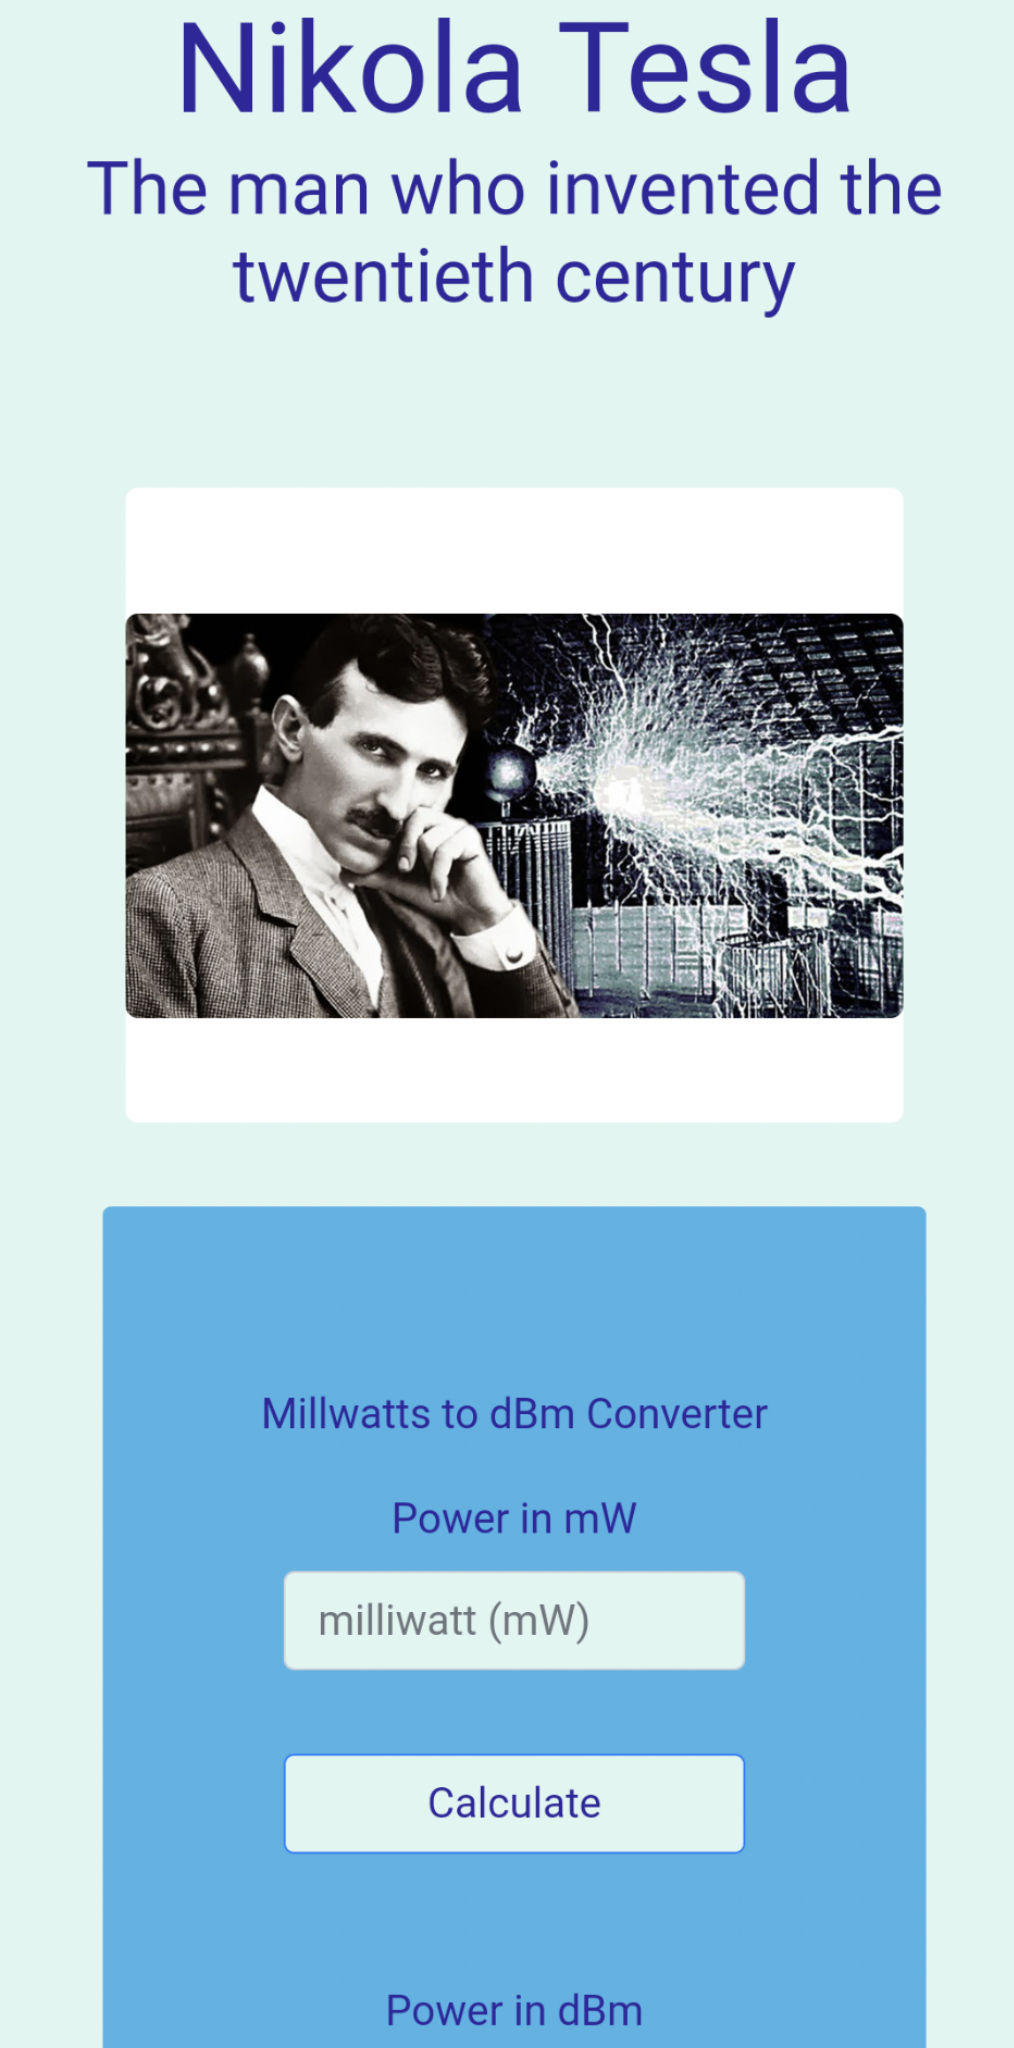 Nikola Tesla
The man who invented the
twentieth century
Millwatts to dBm Converter
Power in mW
milliwatt (mW)
Calculate
Power in dBm